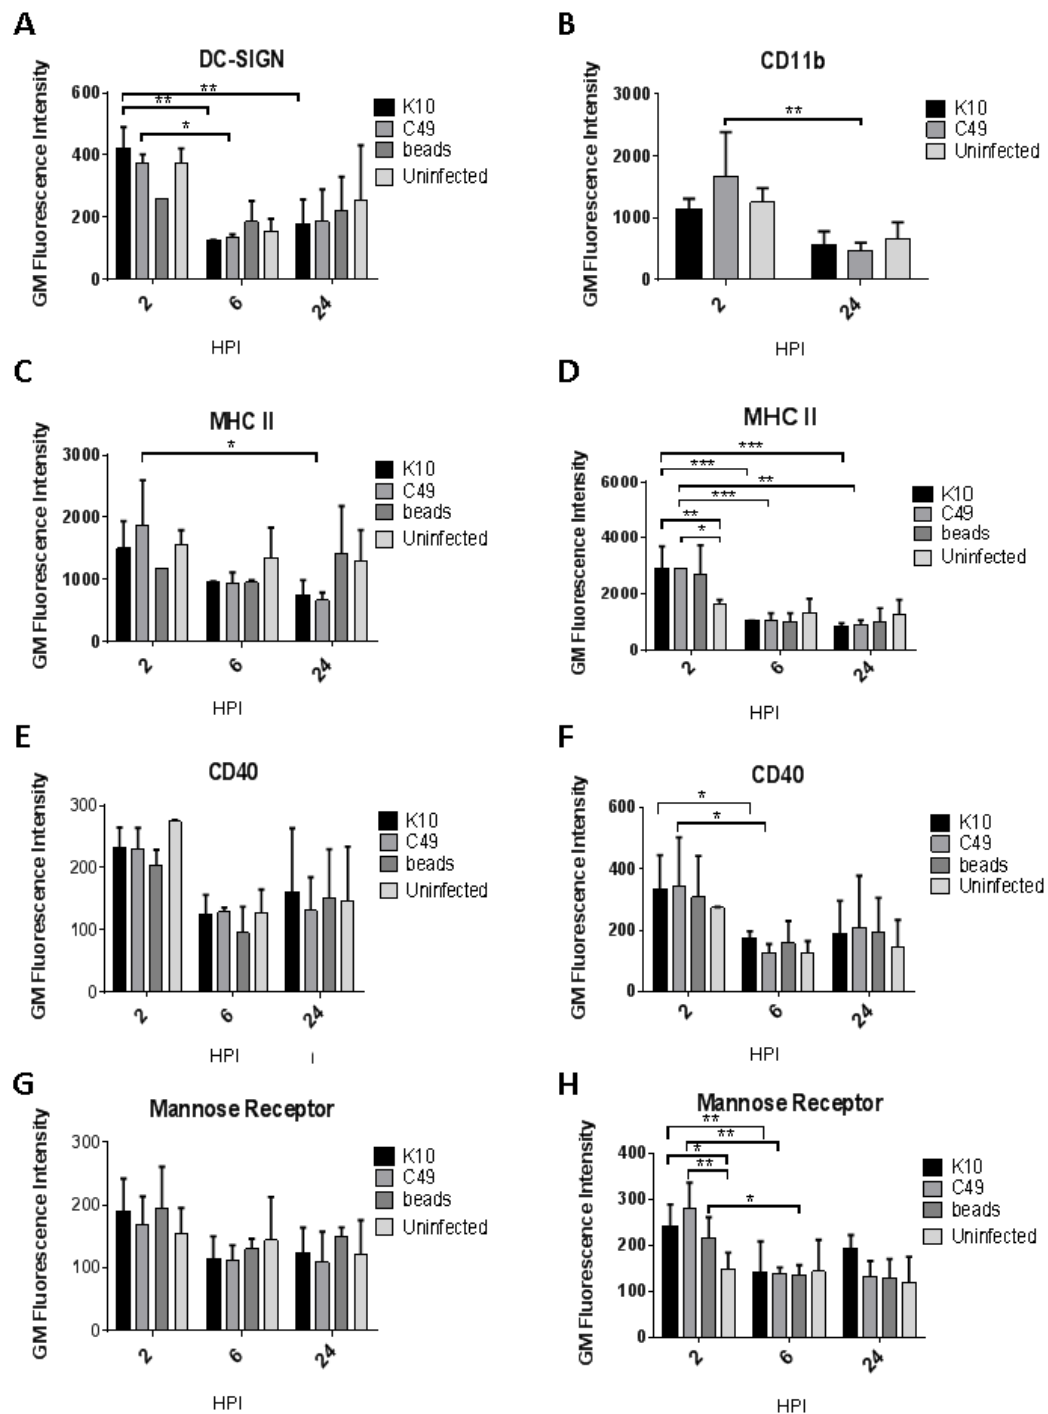 A
DC-SIGN
GM Fluorescence Intensity
600
400
200
0
**
**
*
K10
C49
beads
Uninfected
2
6
24
HPI
B
CD11b
GM Fluorescence Intensity
3000
2000
1000
0
**
K10
C49
Uninfected
2
24
HPI
C
MHC II
GM Fluorescence Intensity
3000
2000
1000
0
*
K10
C49
beads
Uninfected
2
6
24
HPI
D
MHC II
GM Fluorescence Intensity
6000
4000
2000
0
***
***
**
***
**
*
K10
C49
beads
Uninfected
2
6
24
HPI
E
CD40
GM Fluorescence Intensity
300
200
100
0
K10
C49
beads
Uninfected
2
6
24
HPI
F
CD40
GM Fluorescence Intensity
600
400
200
0
*
*
K10
C49
beads
Uninfected
2
6
24
HPI
G
Mannose Receptor
GM Fluorescence Intensity
300
200
100
0
K10
C49
beads
Uninfected
2
6
24
HPI
H
Mannose Receptor
GM Fluorescence Intensity
400
300
200
100
0
**
**
*
**
*
K10
C49
beads
Uninfected
2
6
24
HPI